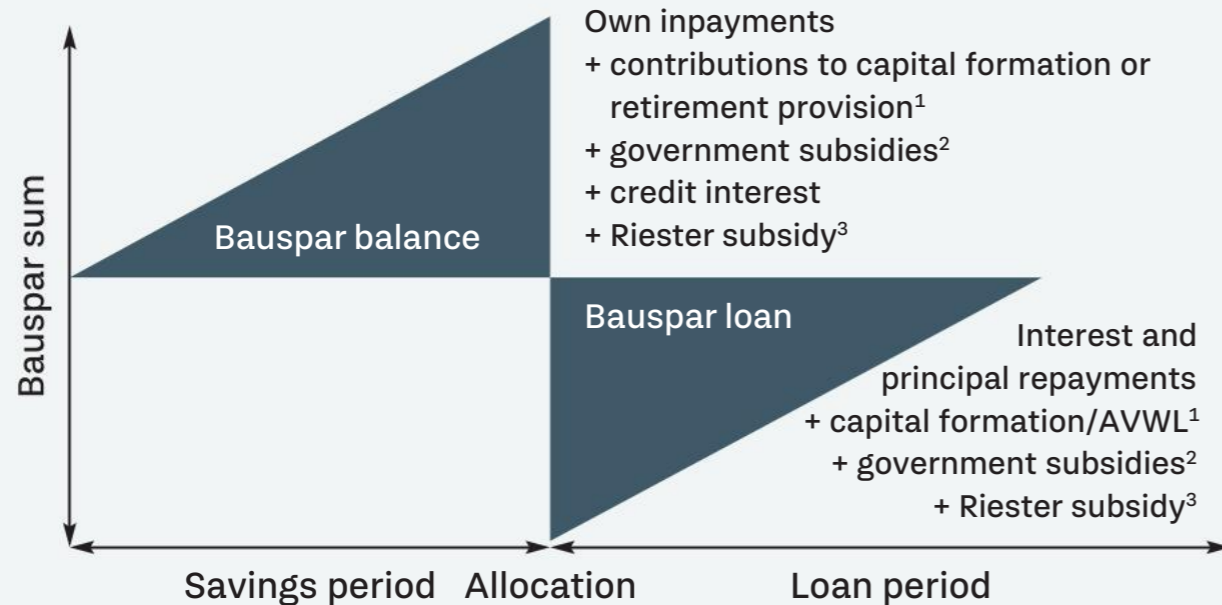 Own inpayments
+ contributions to capital formation or
retirement provision¹
+ government subsidies²
+ credit interest
+ Riester subsidy³
Bauspar sum
Bauspar balance
Bauspar loan
Interest and
principal repayments
+ capital formation/AVWL¹
+ government subsidies²
+ Riester subsidy³
Savings period
Allocation
Loan period